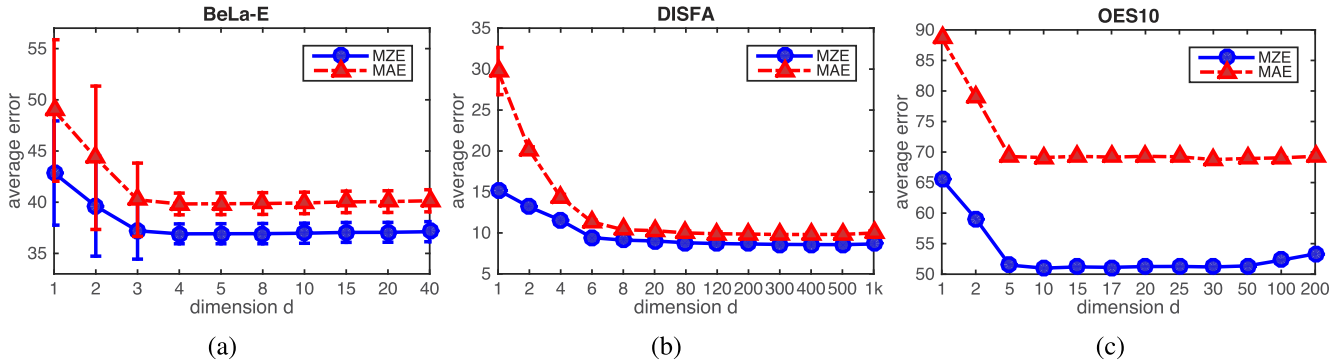 BeLa-E
average error
55
50
45
40
35
MZE
MAE
1 2 3 4 5 8 10 15 20 40
dimension d
(a)
DISFA
average error
35
30
25
20
15
10
5
MZE
MAE
1 2 4 6 8 20 80 120 200 300 400 500 1k
dimension d
(b)
OES10
average error
90
85
80
75
70
65
60
55
50
MZE
MAE
1 2 5 10 15 17 20 25 30 50 100 200
dimension d
(c)